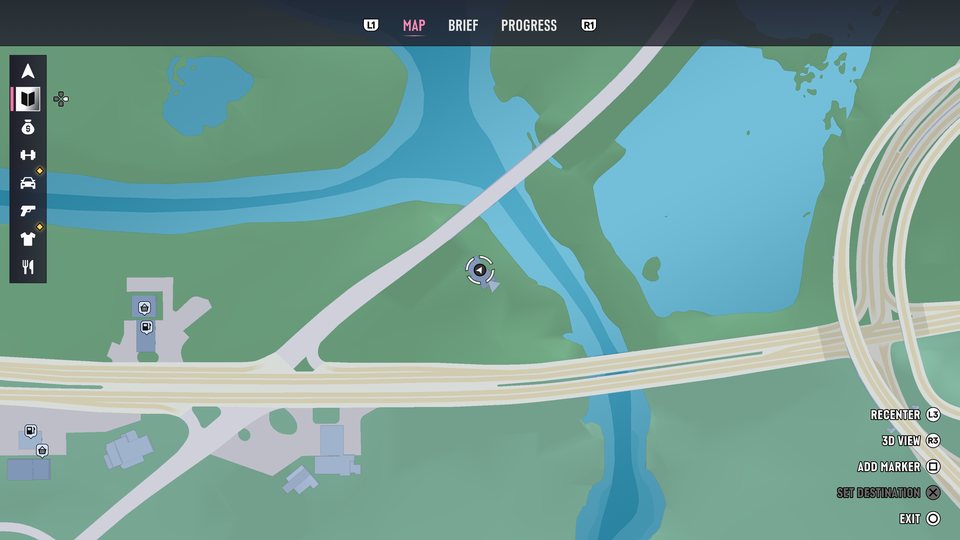 L1 MAP BRIEF PROGRESS R1
RECENTER L3
3D VIEW R3
ADD MARKER
SET DESTINATION
EXIT